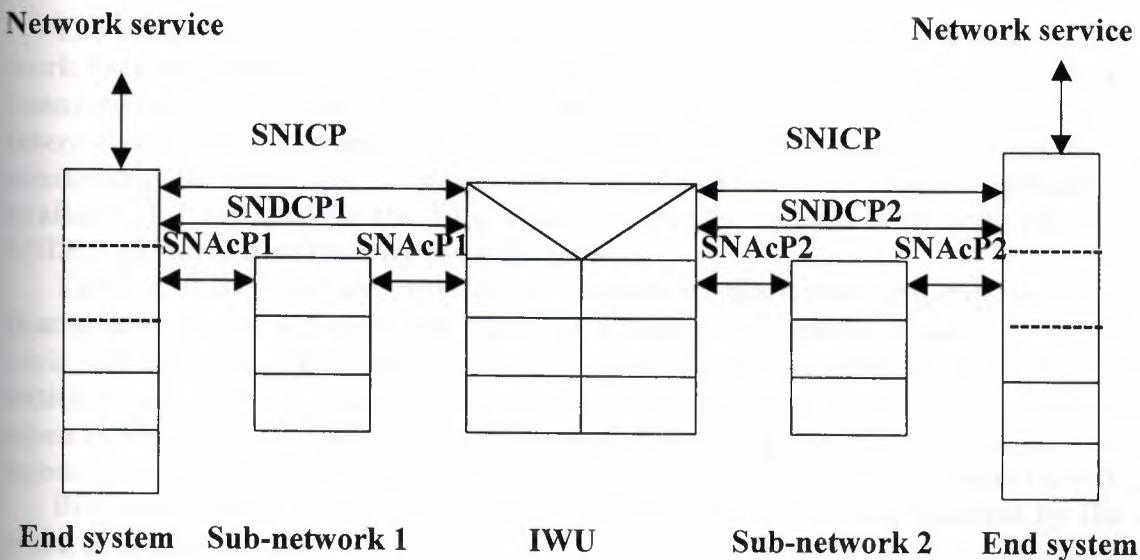 Network service
Network service
SNICP
SNICP
SNDCP1
SNDCP2
SNAcP1
SNAcP1
SNAcP2
SNAcP2
End system
Sub-network 1
IWU
Sub-network 2
End system